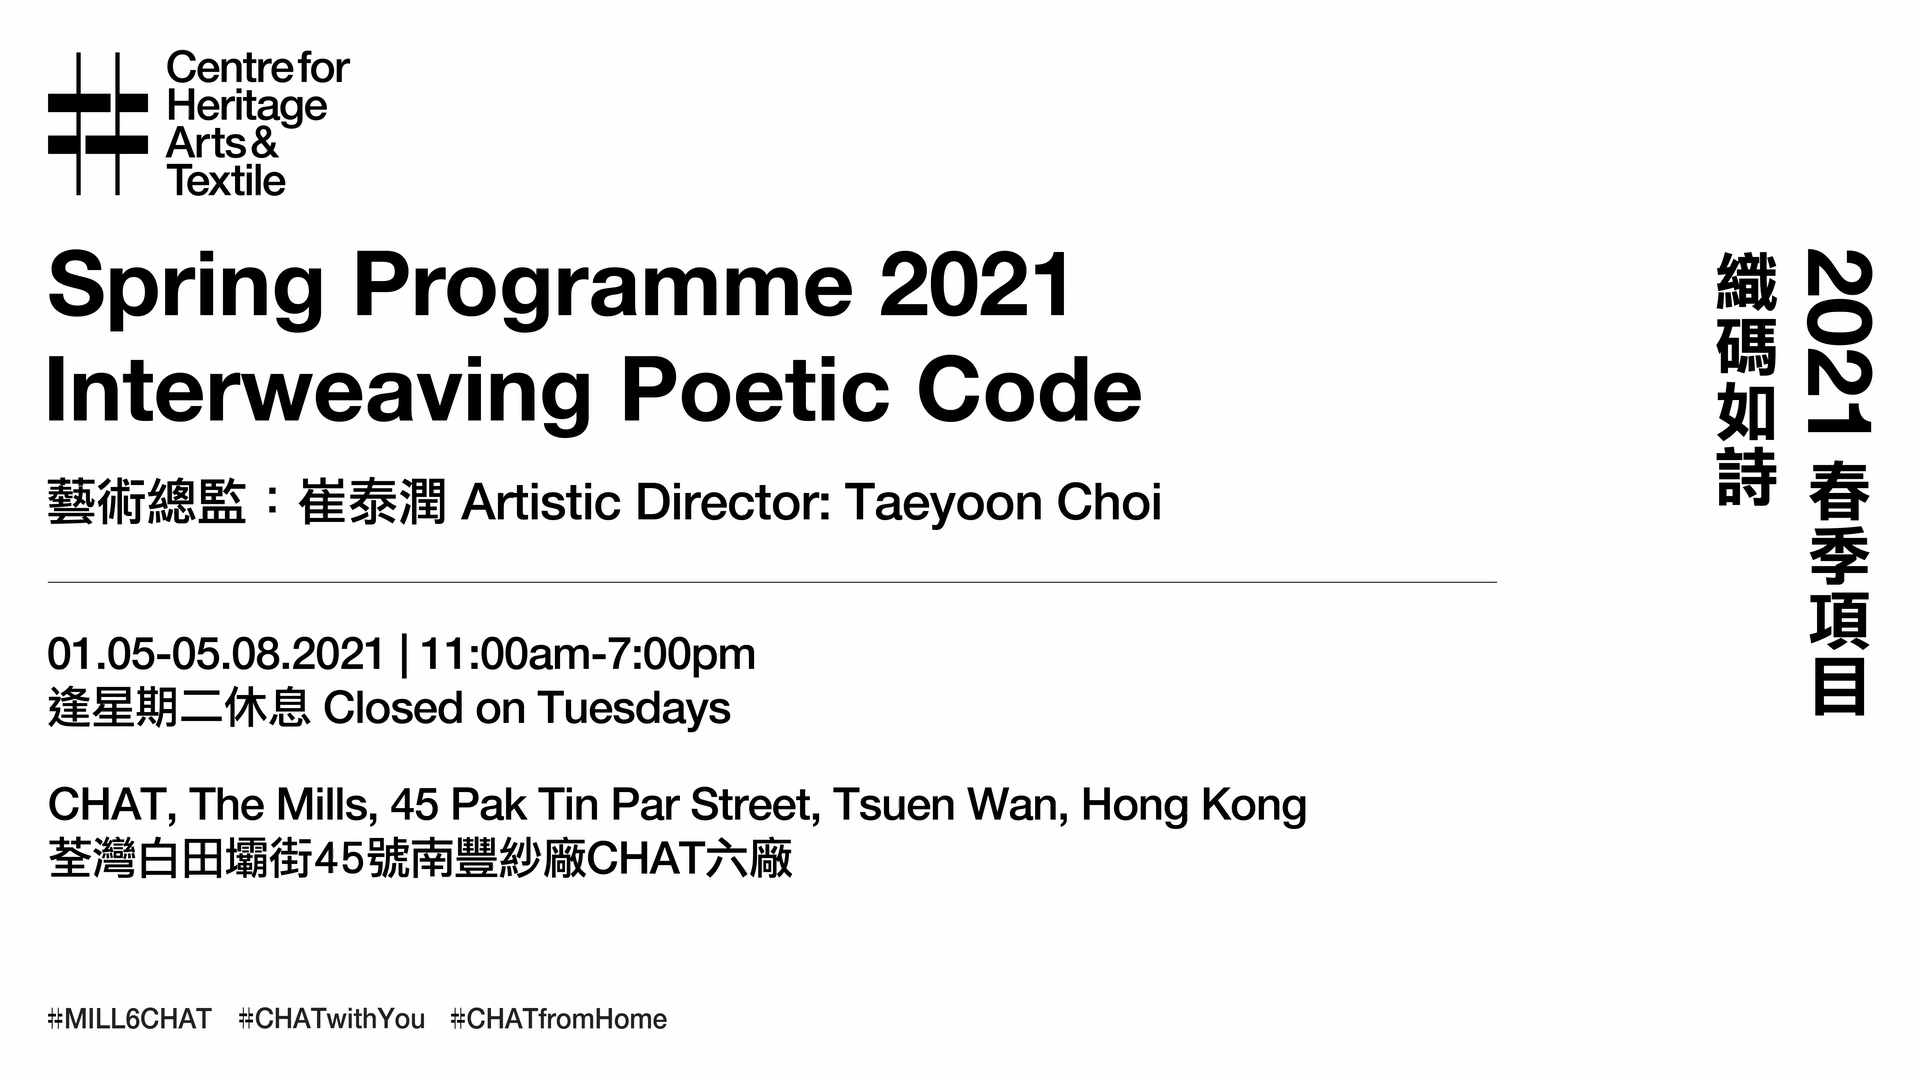 Centre for
Heritage
Arts &
Textile
Spring Programme 2021
Interweaving Poetic Code
藝術總監：崔泰潤 Artistic Director: Taeyoon Choi
01.05-05.08.2021 | 11:00am-7:00pm
逢星期二休息 Closed on Tuesdays
CHAT, The Mills, 45 Pak Tin Par Street, Tsuen Wan, Hong Kong
荃灣白田壩街45號南豐紗廠CHAT六廠
#MILL6CHAT #CHATwithYou #CHATfromHome
2021 春季項目
織碼如詩